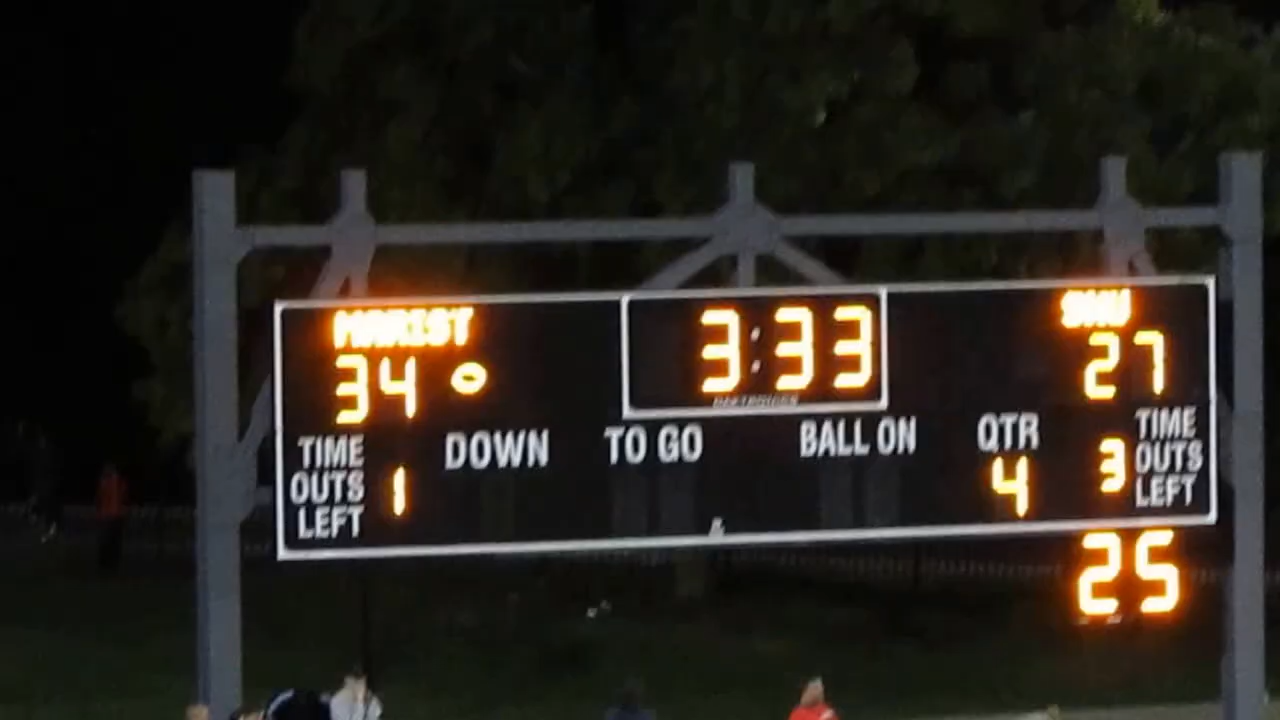 MARIST
3:33
SHU
34
27
TIME OUTS LEFT
1
DOWN
TO GO
BALL ON
QTR
4
3
TIME OUTS LEFT
25